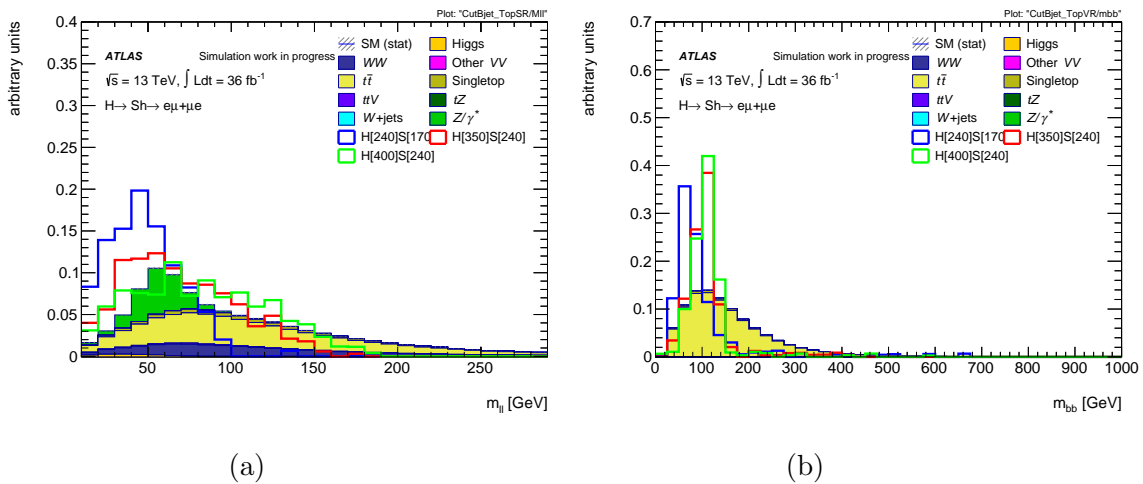 Plot: "CutBjet_TopSR/Mll"
arbitrary units
0.4
0.35
0.3
0.25
0.2
0.15
0.1
0.05
0
ATLAS Simulation work in progress
√s = 13 TeV, ∫ Ldt = 36 fb⁻¹
H→ Sh→ eμ+μe
SM (stat) Higgs
WW Other VV
tt̄ Singletop
ttV tZ
W+jets Z/γ*
H[240]S[170 H[350]S[240]
H[400]S[240]
50 100 150 200 250
m_ll [GeV]
(a)
Plot: "CutBjet_TopVR/mbb"
arbitrary units
0.7
0.6
0.5
0.4
0.3
0.2
0.1
0
ATLAS Simulation work in progress
√s = 13 TeV, ∫ Ldt = 36 fb⁻¹
H→ Sh→ eμ+μe
SM (stat) Higgs
WW Other VV
tt̄ Singletop
ttV tZ
W+jets Z/γ*
H[240]S[170 H[350]S[240]
H[400]S[240]
0 100 200 300 400 500 600 700 800 900 1000
m_bb [GeV]
(b)